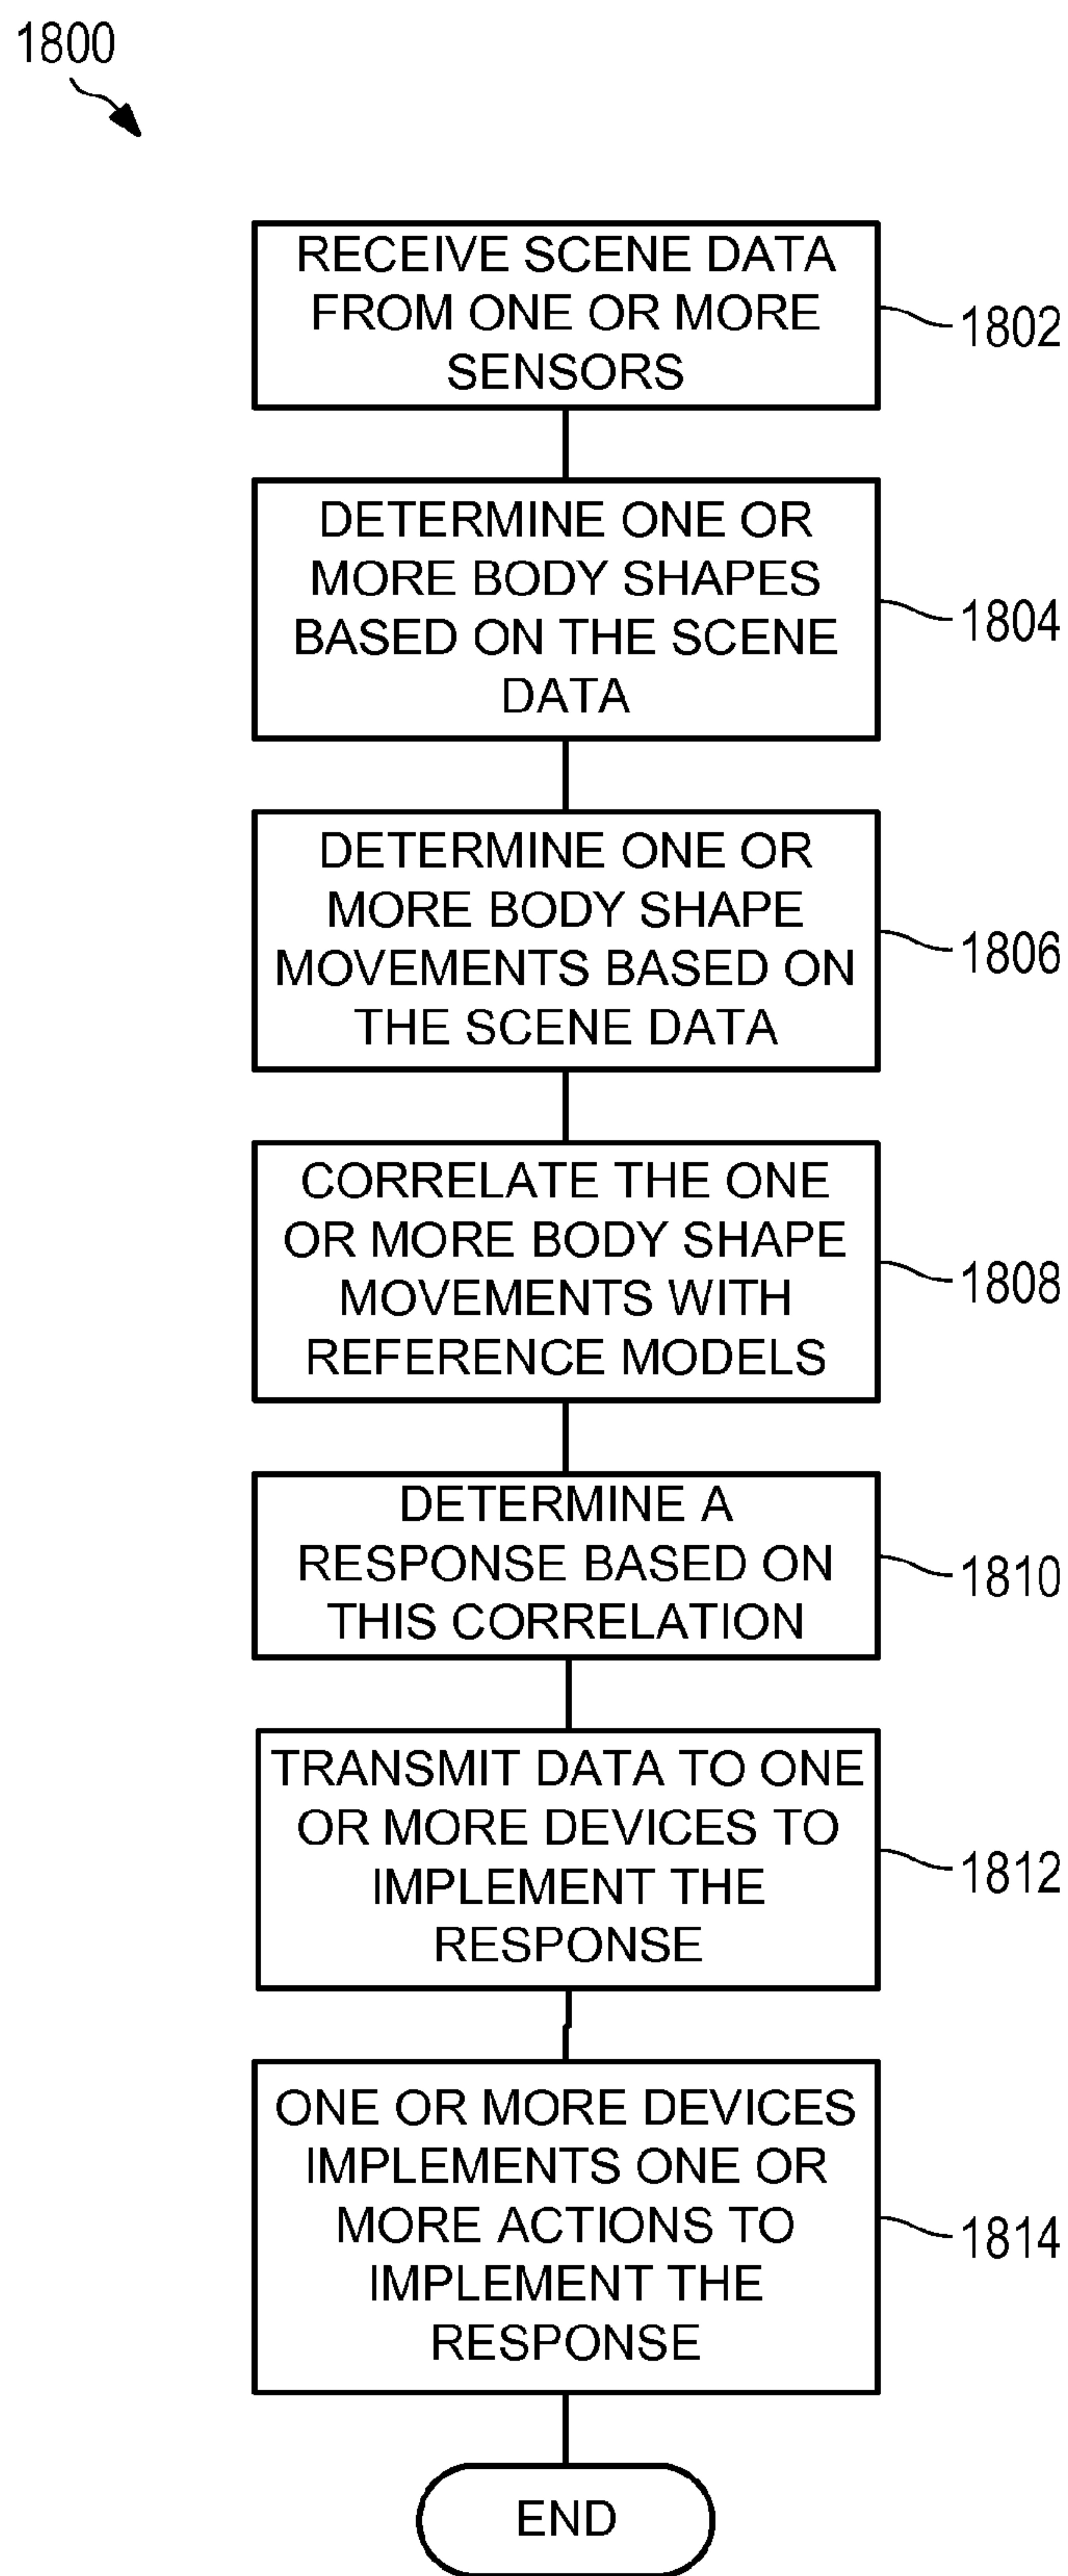 1800
RECEIVE SCENE DATA
FROM ONE OR MORE
SENSORS
1802
DETERMINE ONE OR
MORE BODY SHAPES
BASED ON THE SCENE
DATA
1804
DETERMINE ONE OR
MORE BODY SHAPE
MOVEMENTS BASED ON
THE SCENE DATA
1806
CORRELATE THE ONE
OR MORE BODY SHAPE
MOVEMENTS WITH
REFERENCE MODELS
1808
DETERMINE A
RESPONSE BASED ON
THIS CORRELATION
1810
TRANSMIT DATA TO ONE
OR MORE DEVICES TO
IMPLEMENT THE
RESPONSE
1812
ONE OR MORE DEVICES
IMPLEMENTS ONE OR
MORE ACTIONS TO
IMPLEMENT THE
RESPONSE
1814
END